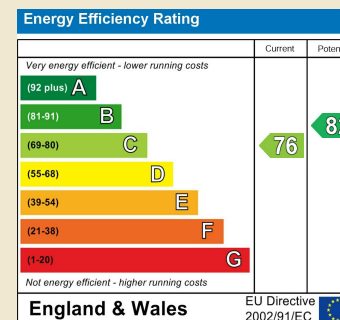 Energy Efficiency Rating
Current
Very energy efficient - lower running costs
(92 plus) A
(81-91) B
(69-80) C
76
(55-68) D
(39-54) E
(21-38) F
(1-20) G
Not energy efficient - higher running costs
England & Wales
EU Directive
2002/91/EC